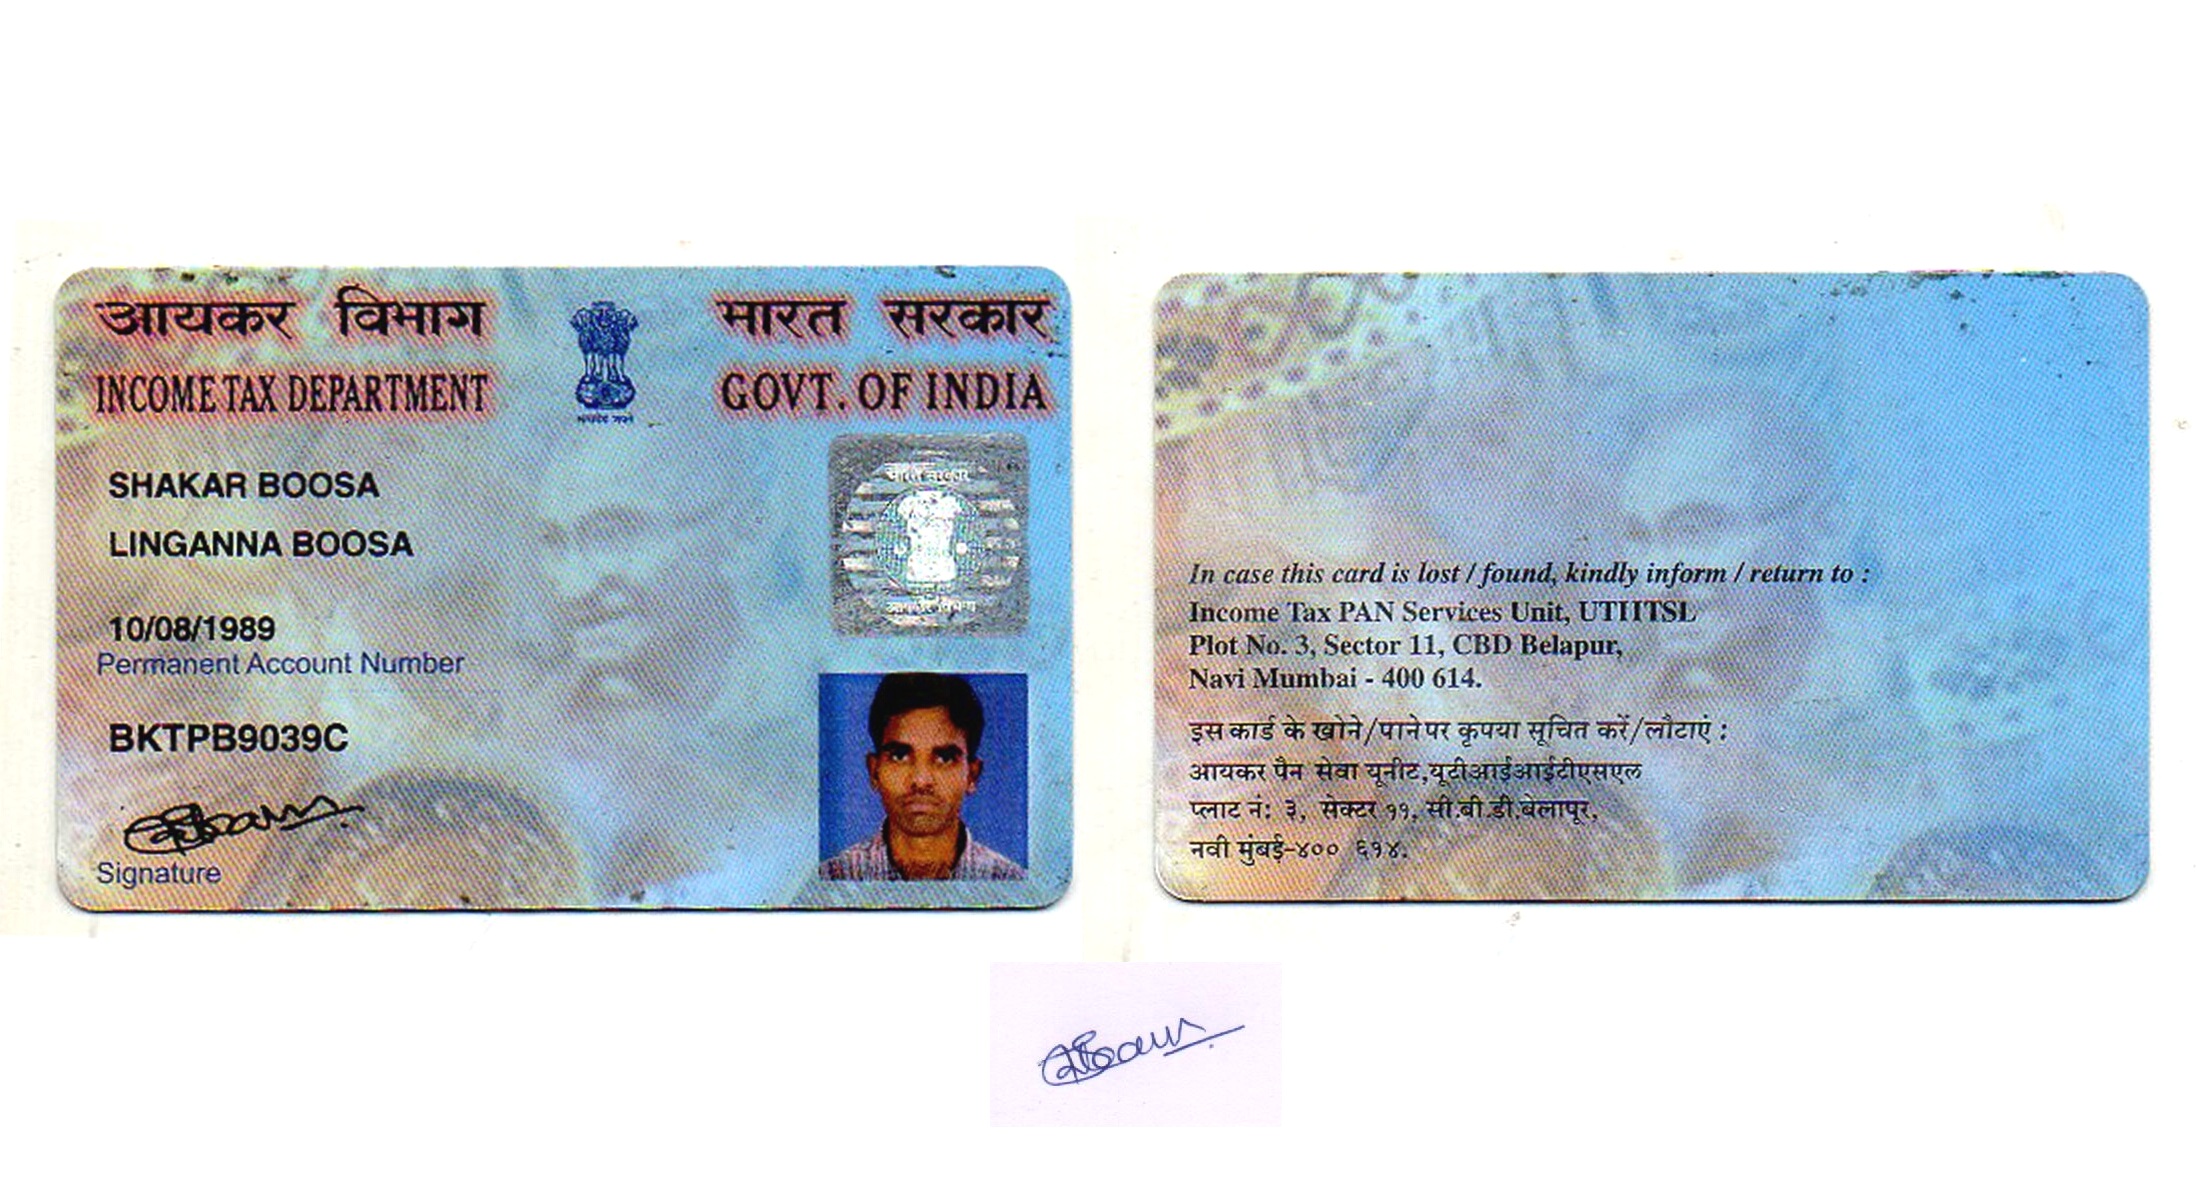 आयकर विभाग
INCOME TAX DEPARTMENT
भारत सरकार
GOVT. OF INDIA
सत्यमेव जयते
SHAKAR BOOSA
LINGANNA BOOSA
10/08/1989
Permanent Account Number
BKTPB9039C
Signature
भारत सरकार
आयकर विभाग
In case this card is lost / found, kindly inform / return to :
Income Tax PAN Services Unit, UTIITSL
Plot No. 3, Sector 11, CBD Belapur,
Navi Mumbai - 400 614.
इस कार्ड के खोने/पाने पर कृपया सूचित करें/लौटाएं :
आयकर पैन सेवा यूनीट,यूटीआईआईटीएसएल
प्लाट नं: ३, सेक्टर ११, सी.बी.डी.बेलापूर,
नवी मुंबई-४०० ६१४.